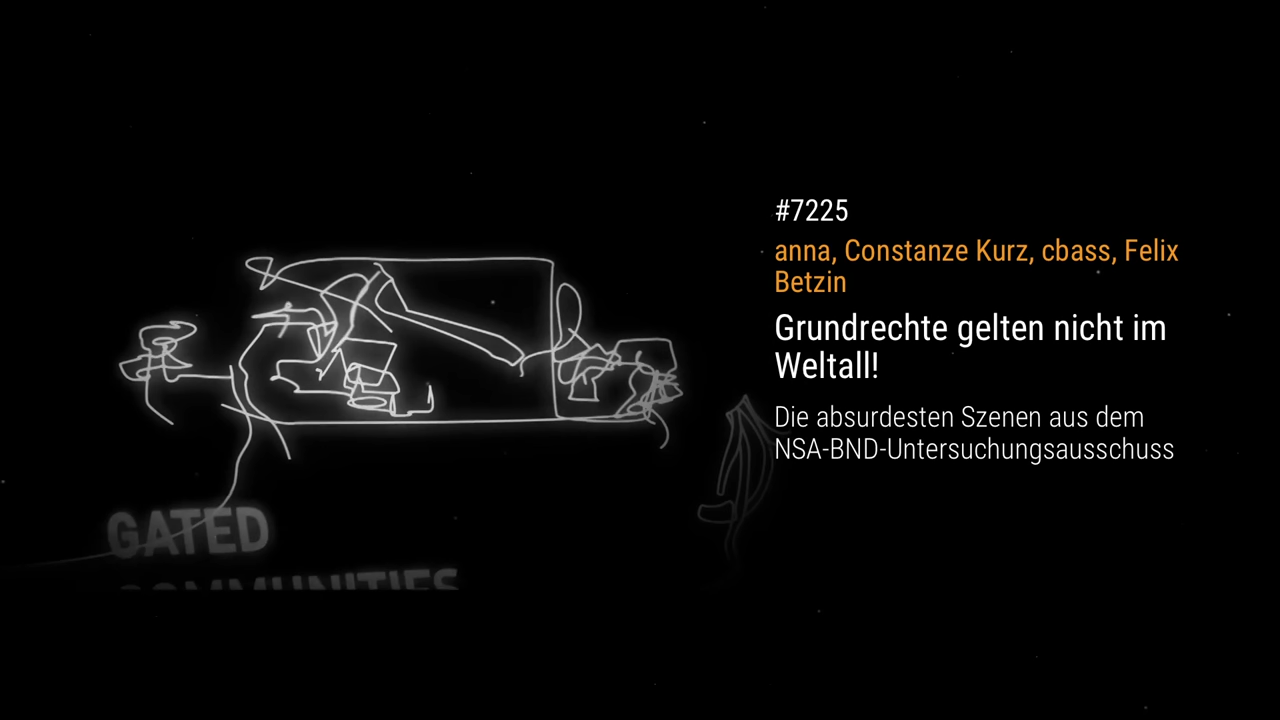 #7225
anna, Constanze Kurz, cbass, Felix
Betzin
Grundrechte gelten nicht im
Weltall!
Die absurdesten Szenen aus dem
NSA-BND-Untersuchungsausschuss
GATED
COMMUNITIES